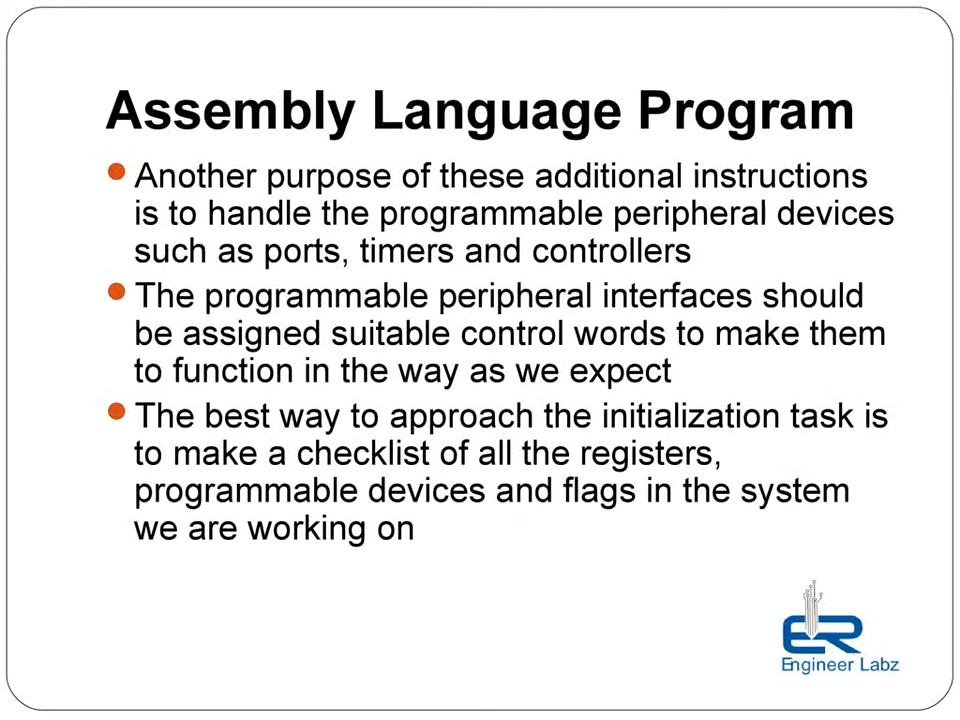 Assembly Language Program
Another purpose of these additional instructions
is to handle the programmable peripheral devices
such as ports, timers and controllers
The programmable peripheral interfaces should
be assigned suitable control words to make them
to function in the way as we expect
The best way to approach the initialization task is
to make a checklist of all the registers,
programmable devices and flags in the system
we are working on
ER
Engineer Labz